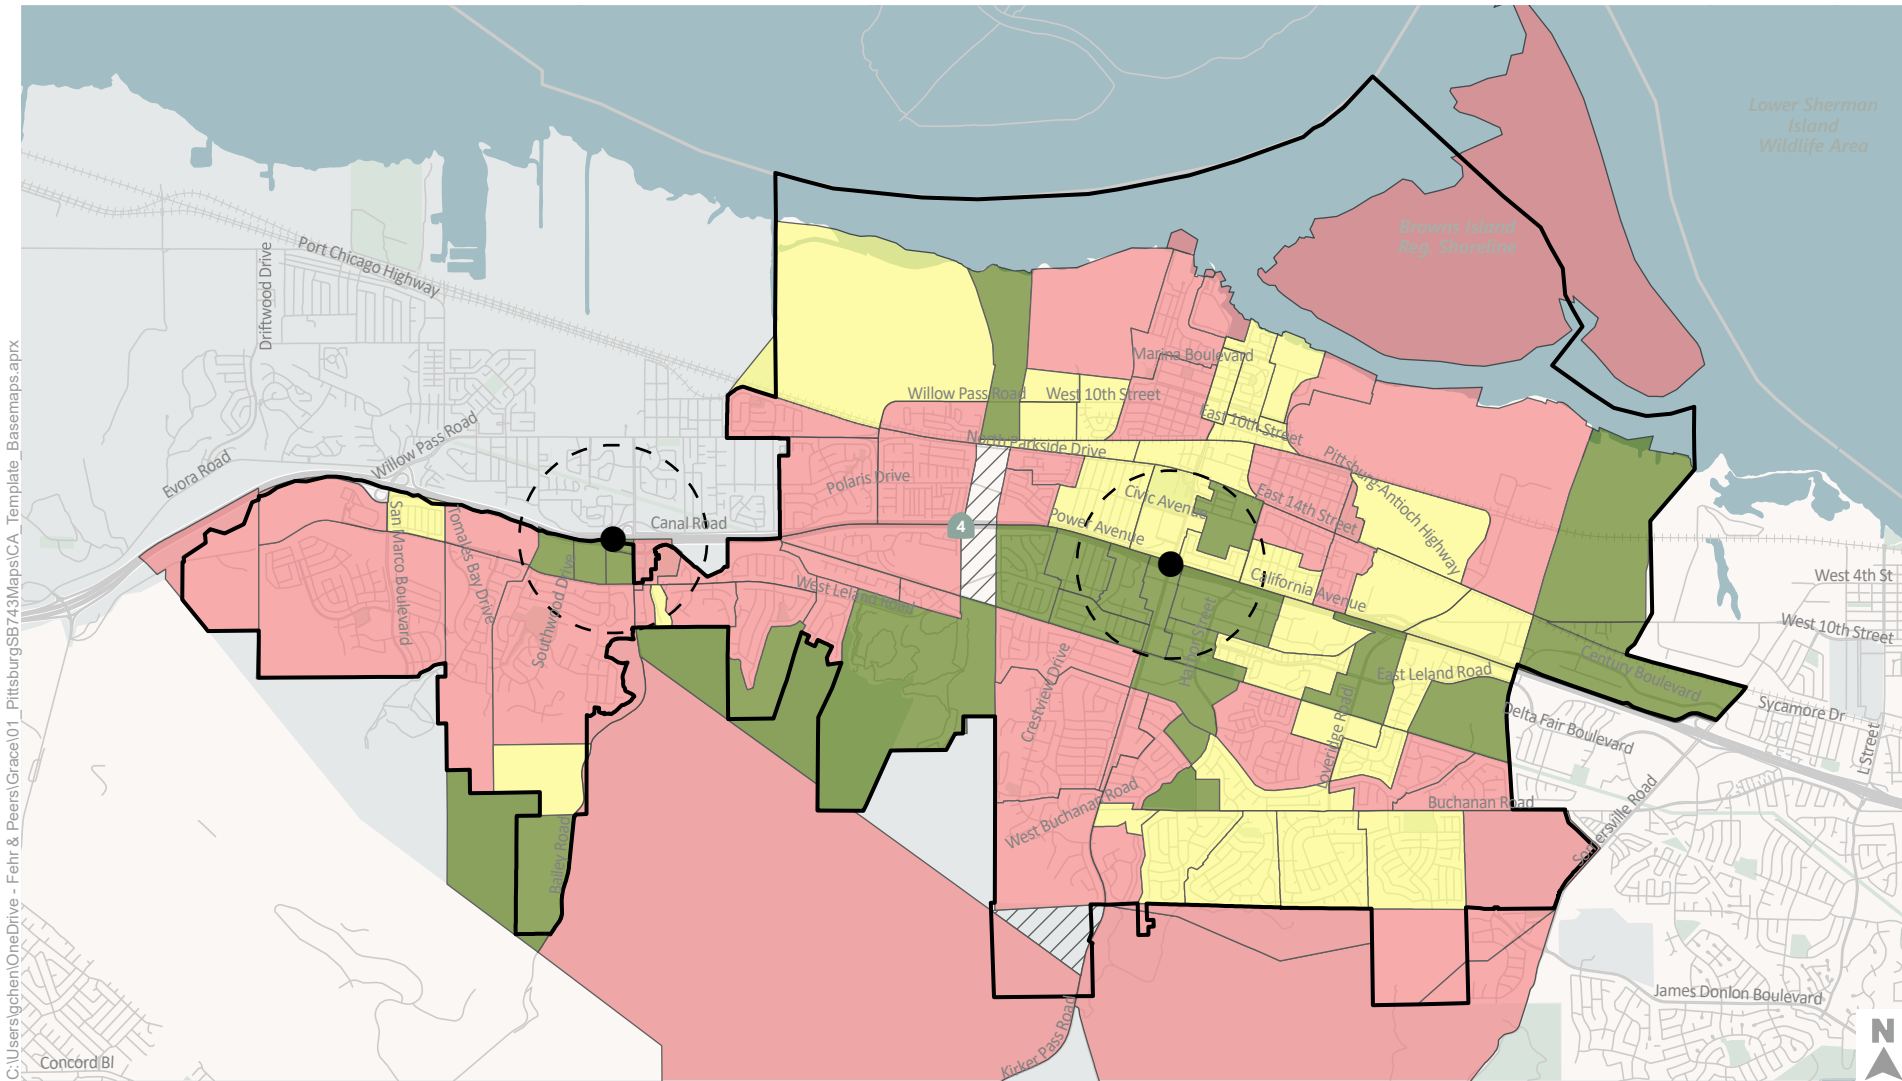 C:\Users\gchen\OneDrive - Fehr & Peers\Grace\01_PittsburgSB743Maps\CA_Template_Basemaps.aprx
Lower Sherman
Island
Wildlife Area
Browns Island
Reg. Shoreline
Port Chicago Highway
Driftwood Drive
Marina Boulevard
Willow Pass Road
West 10th Street
East 10th Street
North Parkside Drive
Willow Pass Road
Evora Road
Polaris Drive
Pittsburg-Antioch Highway
Civic Avenue
East 14th Street
Canal Road
4
Power Avenue
San Marco Boulevard
Tomales Bay Drive
Southwood Drive
West Leland Road
California Avenue
West 4th St
West 10th Street
Harbor Street
Crestview Drive
East Leland Road
Century Boulevard
Loveridge Road
Delta Fair Boulevard
Sycamore Dr
L Street
West Buchanan Road
Buchanan Road
Somersville Road
Bailey Road
James Donlon Boulevard
Kirker Pass Road
Concord Bl
N